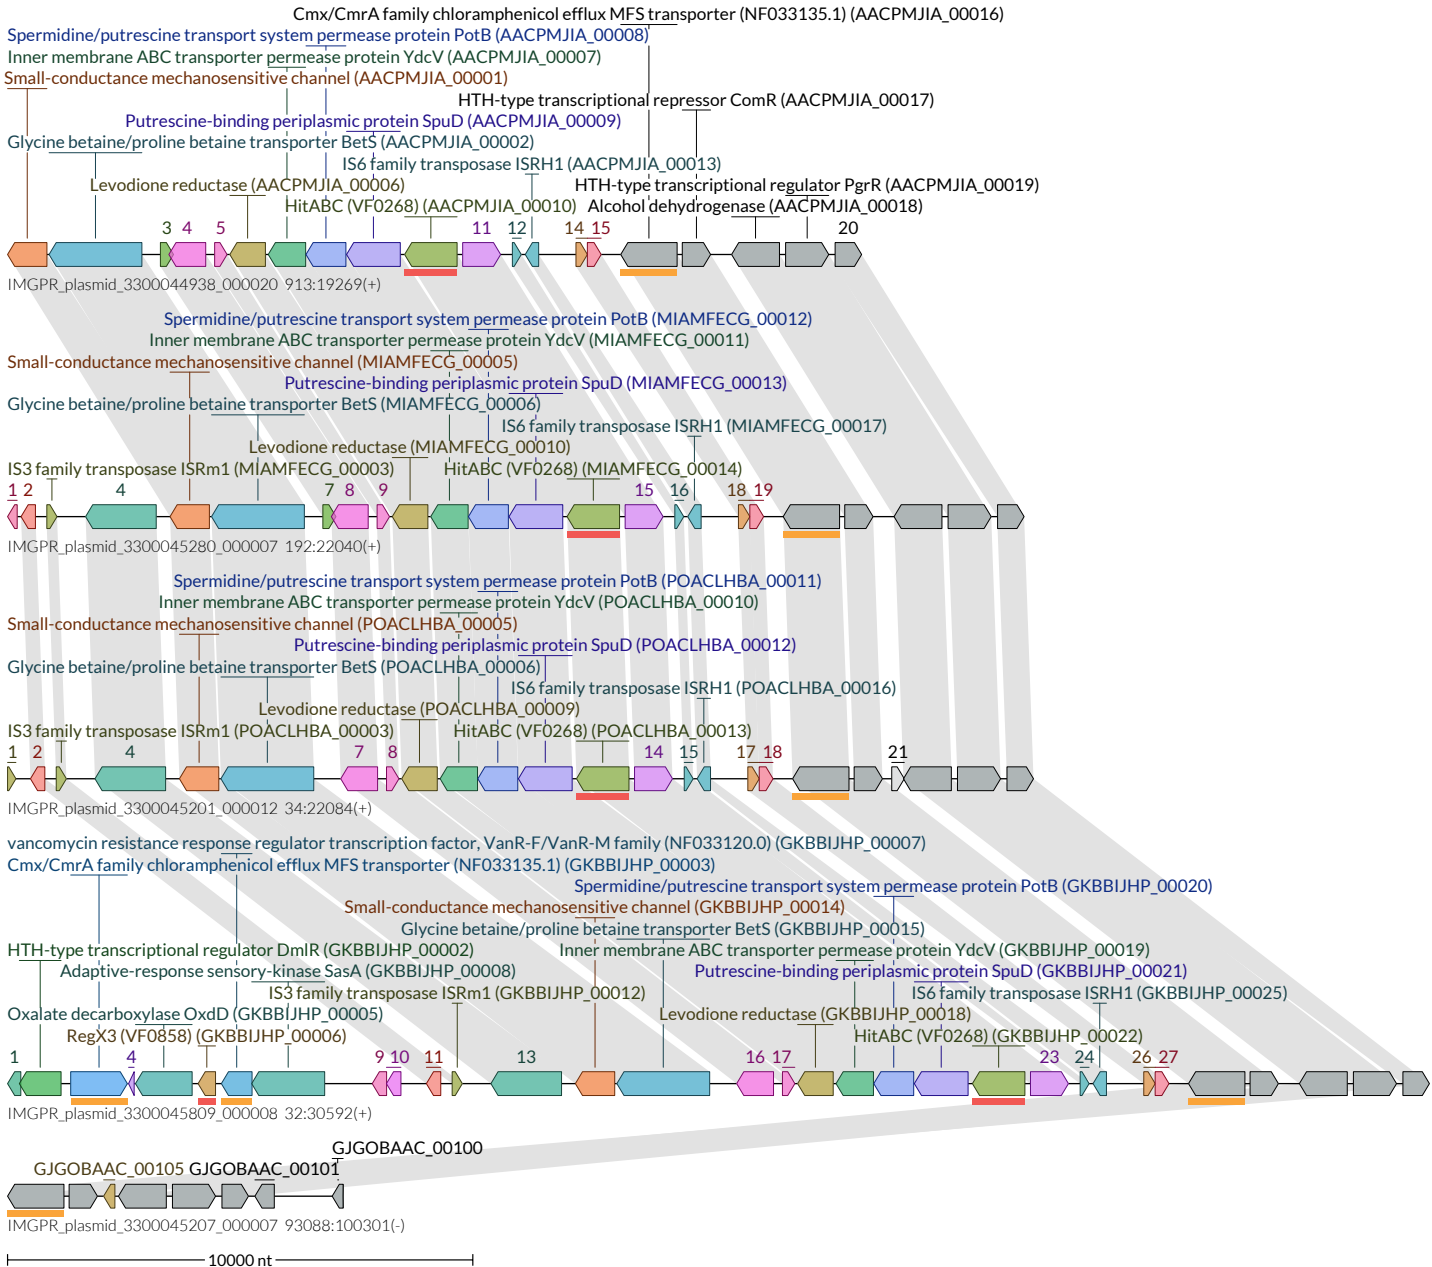 Cmx/CmrA family chloramphenicol efflux MFS transporter (NF033135.1) (AACPMJIA_00016)
Spermidine/putrescine transport system permease protein PotB (AACPMJIA_00008)
Inner membrane ABC transporter permease protein YdcV (AACPMJIA_00007)
Small-conductance mechanosensitive channel (AACPMJIA_00001)
HTH-type transcriptional repressor ComR (AACPMJIA_00017)
Putrescine-binding periplasmic protein SpuD (AACPMJIA_00009)
Glycine betaine/proline betaine transporter BetS (AACPMJIA_00002)
IS6 family transposase ISRH1 (AACPMJIA_00013)
Levodione reductase (AACPMJIA_00006) HTH-type transcriptional regulator PgrR (AACPMJIA_00019)
HitABC (VF0268) (AACPMJIA_00010) Alcohol dehydrogenase (AACPMJIA_00018)
3 4 5 11 12 14 15 20
IMGPR_plasmid_3300044938_000020 913:19269(+)
Spermidine/putrescine transport system permease protein PotB (MIAMFECG_00012)
Inner membrane ABC transporter permease protein YdcV (MIAMFECG_00011)
Small-conductance mechanosensitive channel (MIAMFECG_00005)
Putrescine-binding periplasmic protein SpuD (MIAMFECG_00013)
Glycine betaine/proline betaine transporter BetS (MIAMFECG_00006)
IS6 family transposase ISRH1 (MIAMFECG_00017)
Levodione reductase (MIAMFECG_00010)
IS3 family transposase ISRm1 (MIAMFECG_00003) HitABC (VF0268) (MIAMFECG_00014)
1 2 4 7 8 9 15 16 18 19
IMGPR_plasmid_3300045280_000007 192:22040(+)
Spermidine/putrescine transport system permease protein PotB (POACLHBA_00011)
Inner membrane ABC transporter permease protein YdcV (POACLHBA_00010)
Small-conductance mechanosensitive channel (POACLHBA_00005)
Putrescine-binding periplasmic protein SpuD (POACLHBA_00012)
Glycine betaine/proline betaine transporter BetS (POACLHBA_00006)
IS6 family transposase ISRH1 (POACLHBA_00016)
Levodione reductase (POACLHBA_00009)
IS3 family transposase ISRm1 (POACLHBA_00003) HitABC (VF0268) (POACLHBA_00013)
1 2 4 7 8 14 15 17 18 21
IMGPR_plasmid_3300045201_000012 34:22084(+)
vancomycin resistance response regulator transcription factor, VanR-F/VanR-M family (NF033120.0) (GKBBIJHP_00007)
Cmx/CmrA family chloramphenicol efflux MFS transporter (NF033135.1) (GKBBIJHP_00003)
Spermidine/putrescine transport system permease protein PotB (GKBBIJHP_00020)
Small-conductance mechanosensitive channel (GKBBIJHP_00014)
Glycine betaine/proline betaine transporter BetS (GKBBIJHP_00015)
HTH-type transcriptional regulator DmlR (GKBBIJHP_00002) Inner membrane ABC transporter permease protein YdcV (GKBBIJHP_00019)
Adaptive-response sensory-kinase SasA (GKBBIJHP_00008) Putrescine-binding periplasmic protein SpuD (GKBBIJHP_00021)
IS3 family transposase ISRm1 (GKBBIJHP_00012) IS6 family transposase ISRH1 (GKBBIJHP_00025)
Oxalate decarboxylase OxdD (GKBBIJHP_00005) Levodione reductase (GKBBIJHP_00018)
RegX3 (VF0858) (GKBBIJHP_00006) HitABC (VF0268) (GKBBIJHP_00022)
1 4 9 10 11 13 16 17 23 24 26 27
IMGPR_plasmid_3300045809_000008 32:30592(+)
GJGOBAAC_00100
GJGOBAAC_00105 GJGOBAAC_00101
IMGPR_plasmid_3300045207_000007 93088:100301(-)
10000 nt